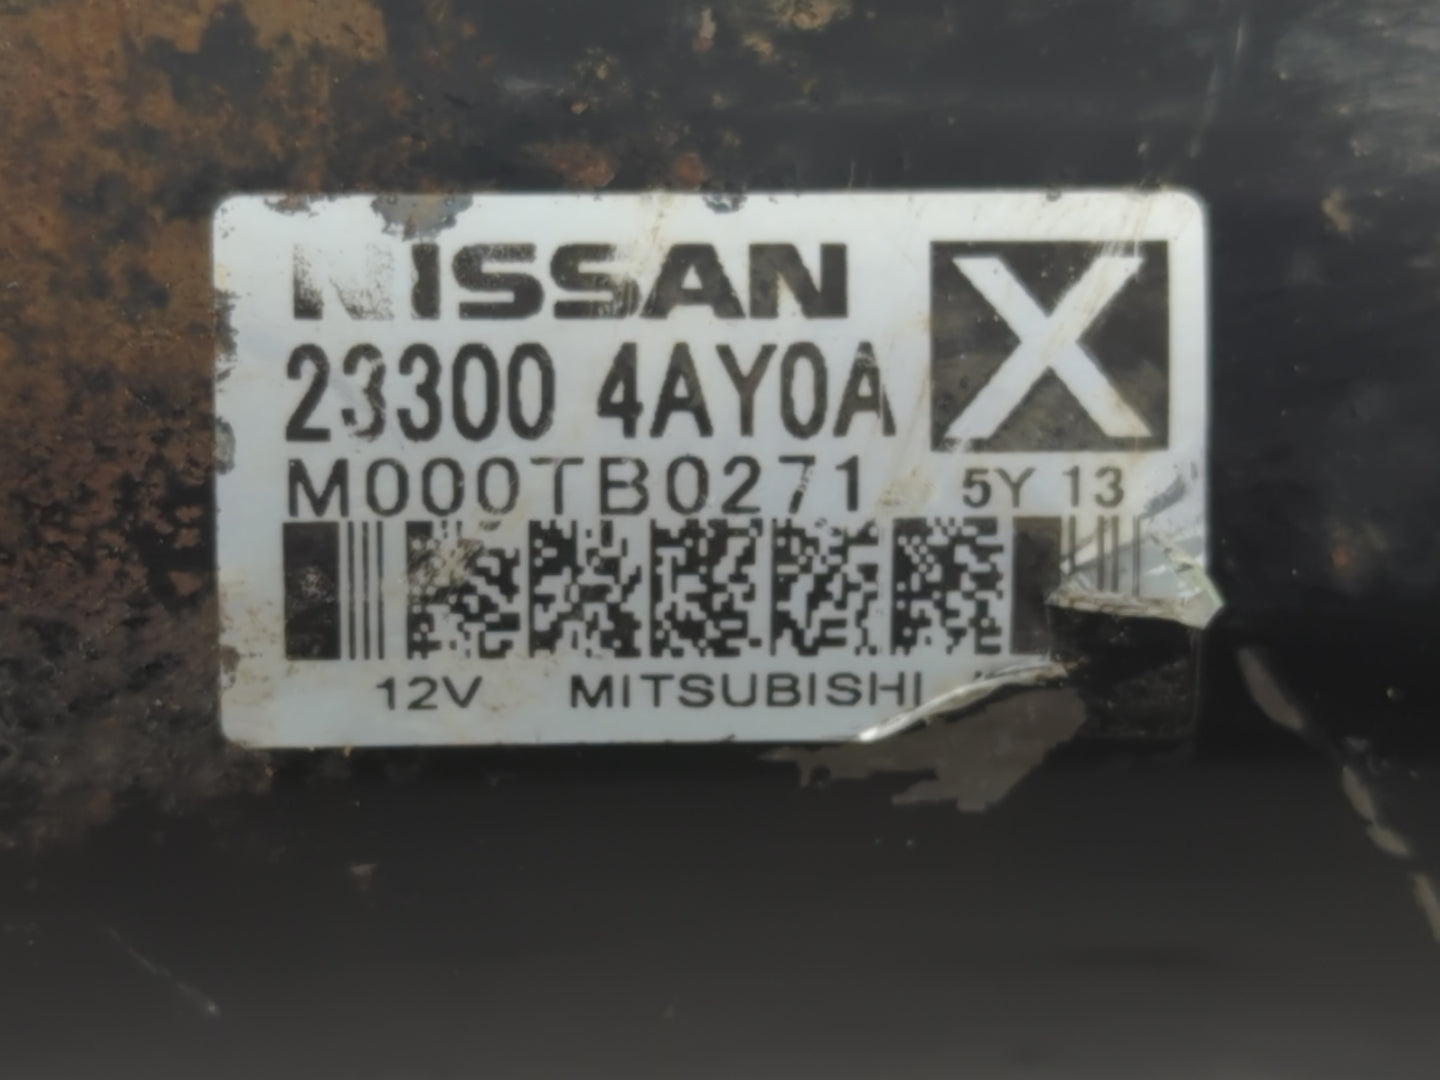 NISSAN
X
23300 4AY0A
M000TB0271 5Y 13
12V MITSUBISHI